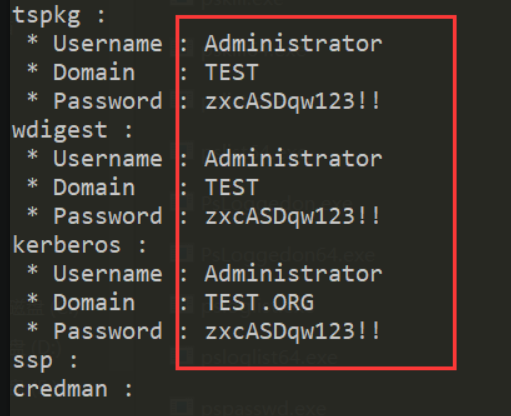 tspkg :
* Username : Administrator
* Domain : TEST
* Password : zxcASDqw123!!
wdigest :
* Username : Administrator
* Domain : TEST
* Password : zxcASDqw123!!
kerberos :
* Username : Administrator
* Domain : TEST.ORG
* Password : zxcASDqw123!!
ssp :
credman :